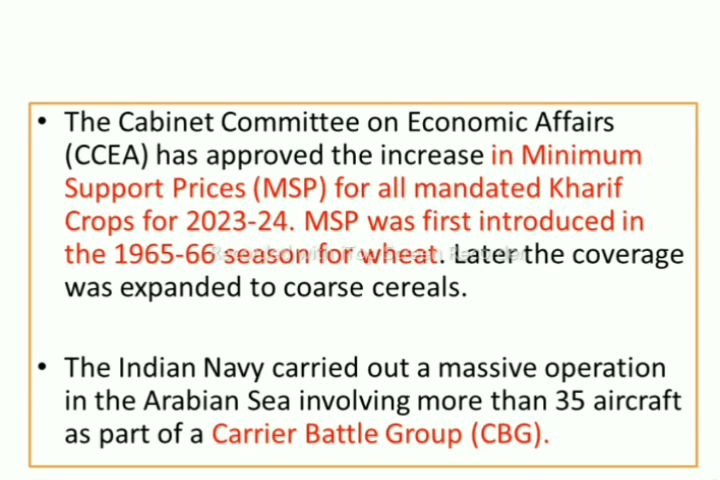 • The Cabinet Committee on Economic Affairs
(CCEA) has approved the increase in Minimum
Support Prices (MSP) for all mandated Kharif
Crops for 2023-24. MSP was first introduced in
the 1965-66 season for wheat. Later the coverage
was expanded to coarse cereals.
• The Indian Navy carried out a massive operation
in the Arabian Sea involving more than 35 aircraft
as part of a Carrier Battle Group (CBG).